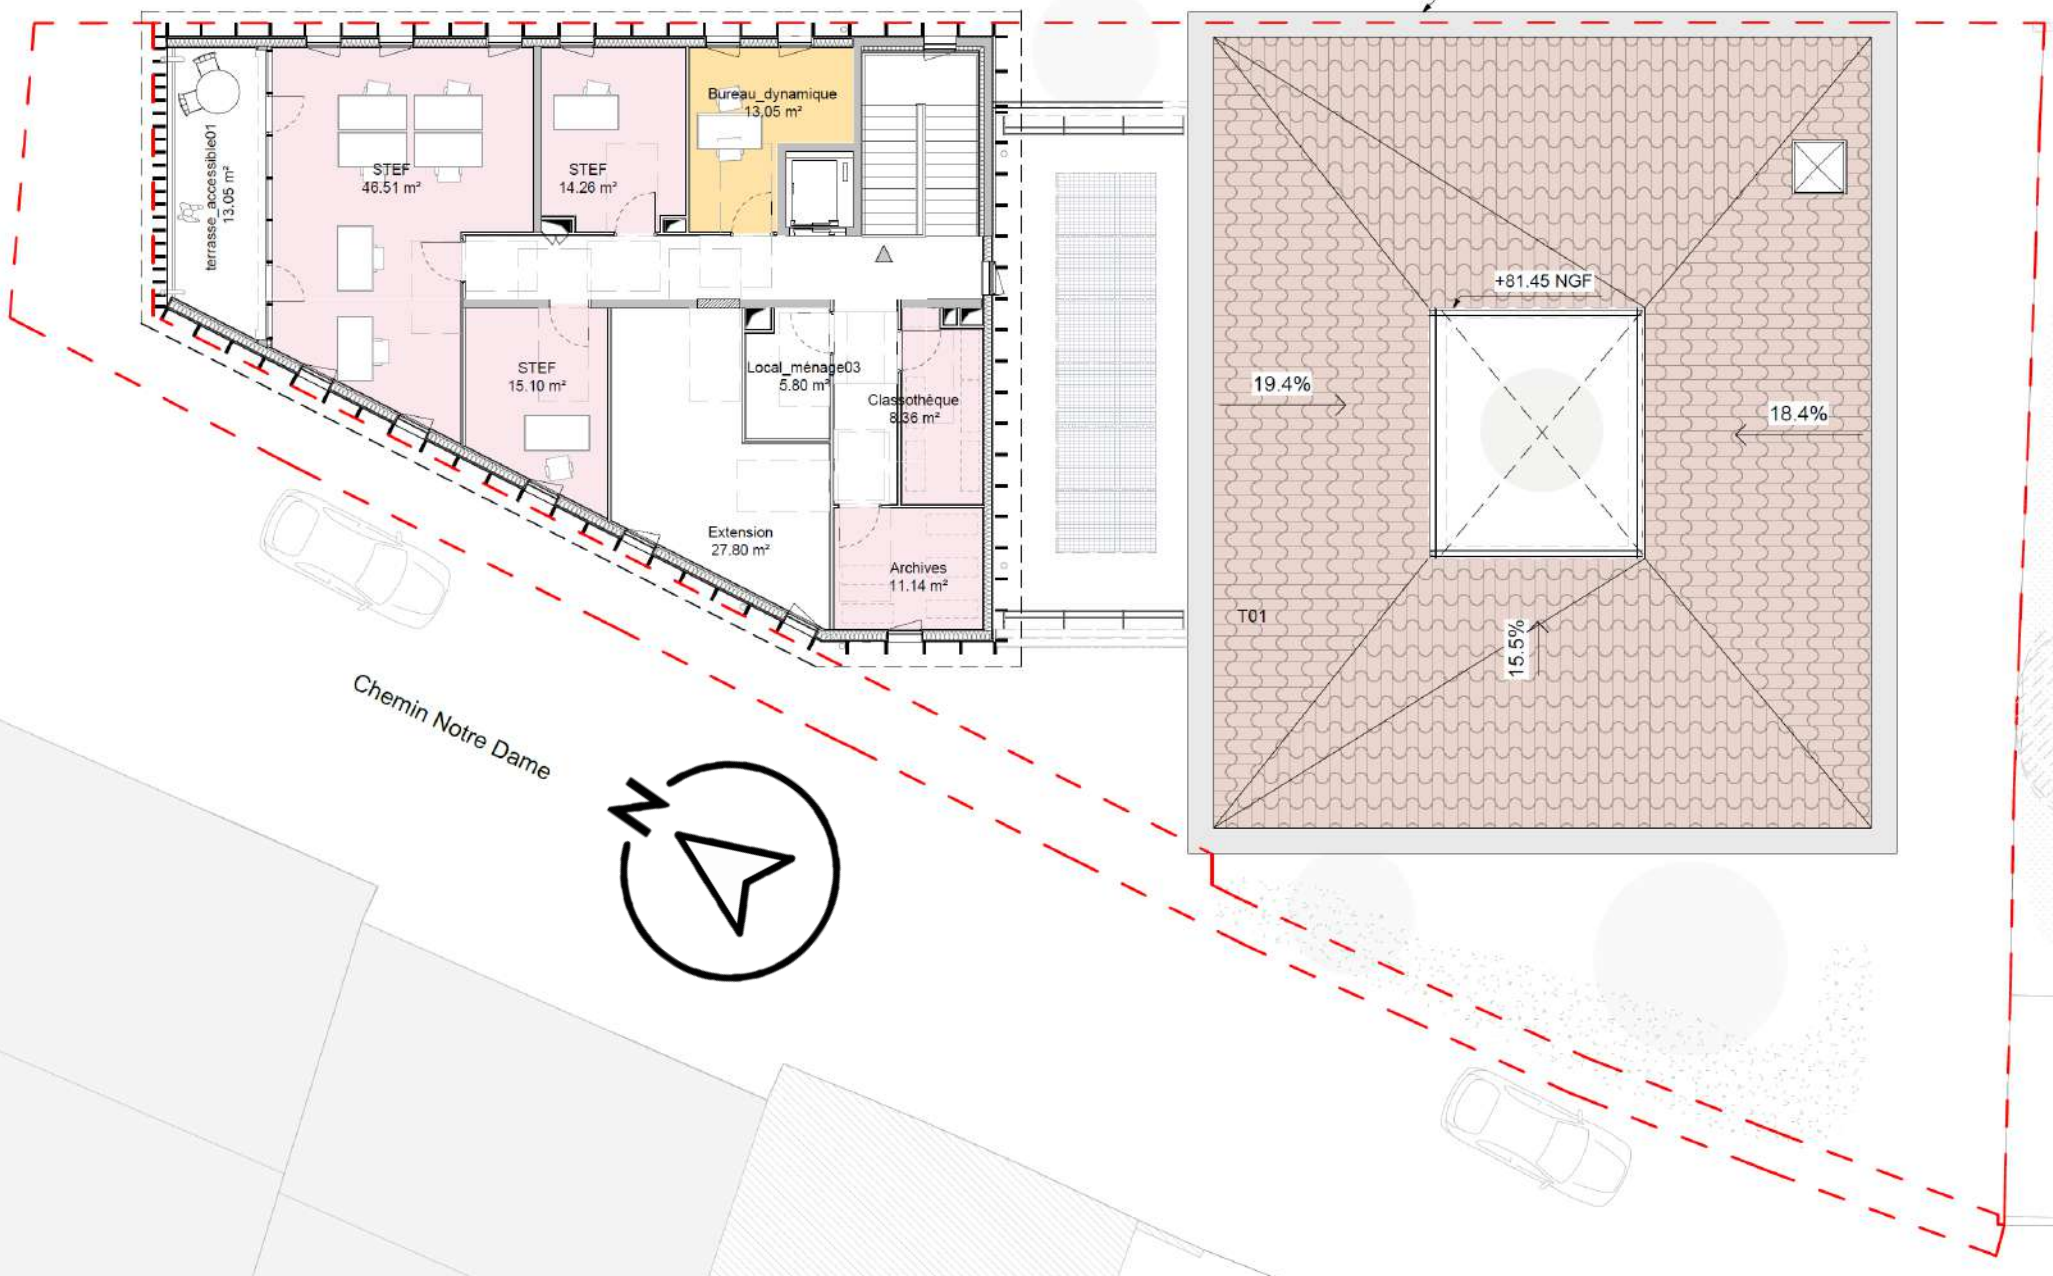 Bureau_dynamique
13.05 m²
terrasse_accessible01
13.05 m²
STEF
46.51 m²
STEF
14.26 m²
+81.45 NGF
STEF
15.10 m²
Local_ménage03
5.80 m²
Classothèque
8.36 m²
19.4%
18.4%
Extension
27.80 m²
Archives
11.14 m²
T01
15.5%
Chemin Notre Dame
N